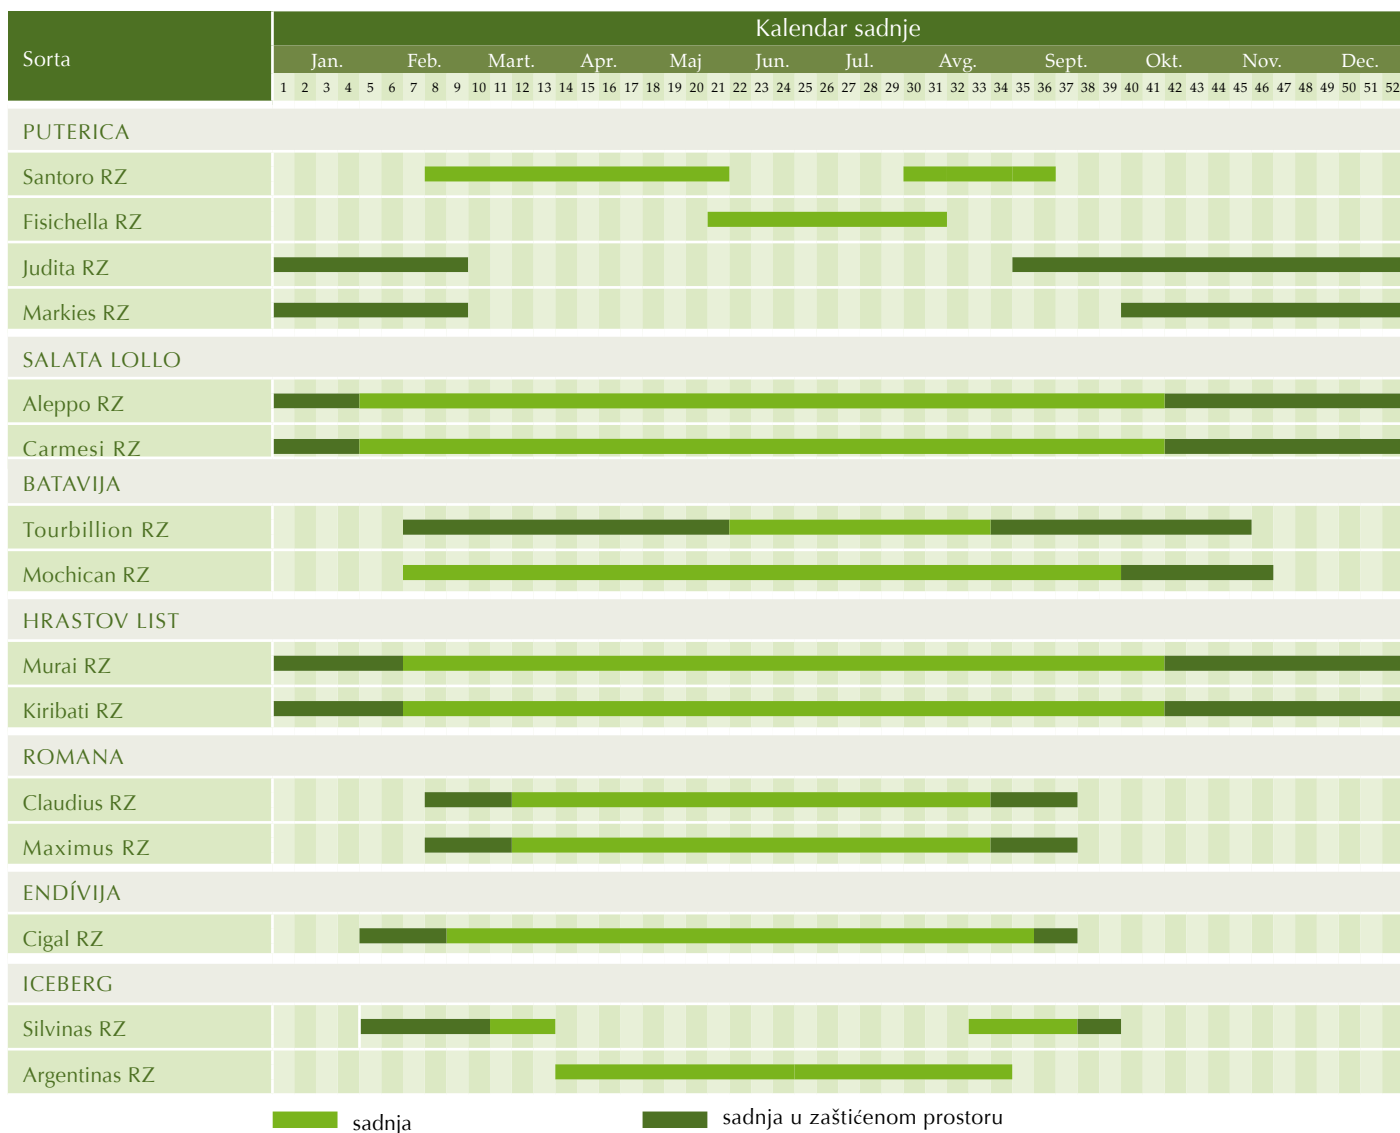 Kalendar sadnje
Sorta
Jan. Feb. Mart. Apr. Maj Jun. Jul. Avg. Sept. Okt. Nov. Dec.
1 2 3 4 5 6 7 8 9 10 11 12 13 14 15 16 17 18 19 20 21 22 23 24 25 26 27 28 29 30 31 32 33 34 35 36 37 38 39 40 41 42 43 44 45 46 47 48 49 50 51 52
PUTERICA
Santoro RZ
Fisichella RZ
Judita RZ
Markies RZ
SALATA LOLLO
Aleppo RZ
Carmesi RZ
BATAVIJA
Tourbillion RZ
Mochican RZ
HRASTOV LIST
Murai RZ
Kiribati RZ
ROMANA
Claudius RZ
Maximus RZ
ENDÍVIJA
Cigal RZ
ICEBERG
Silvinas RZ
Argentinas RZ
sadnja sadnja u zaštićenom prostoru